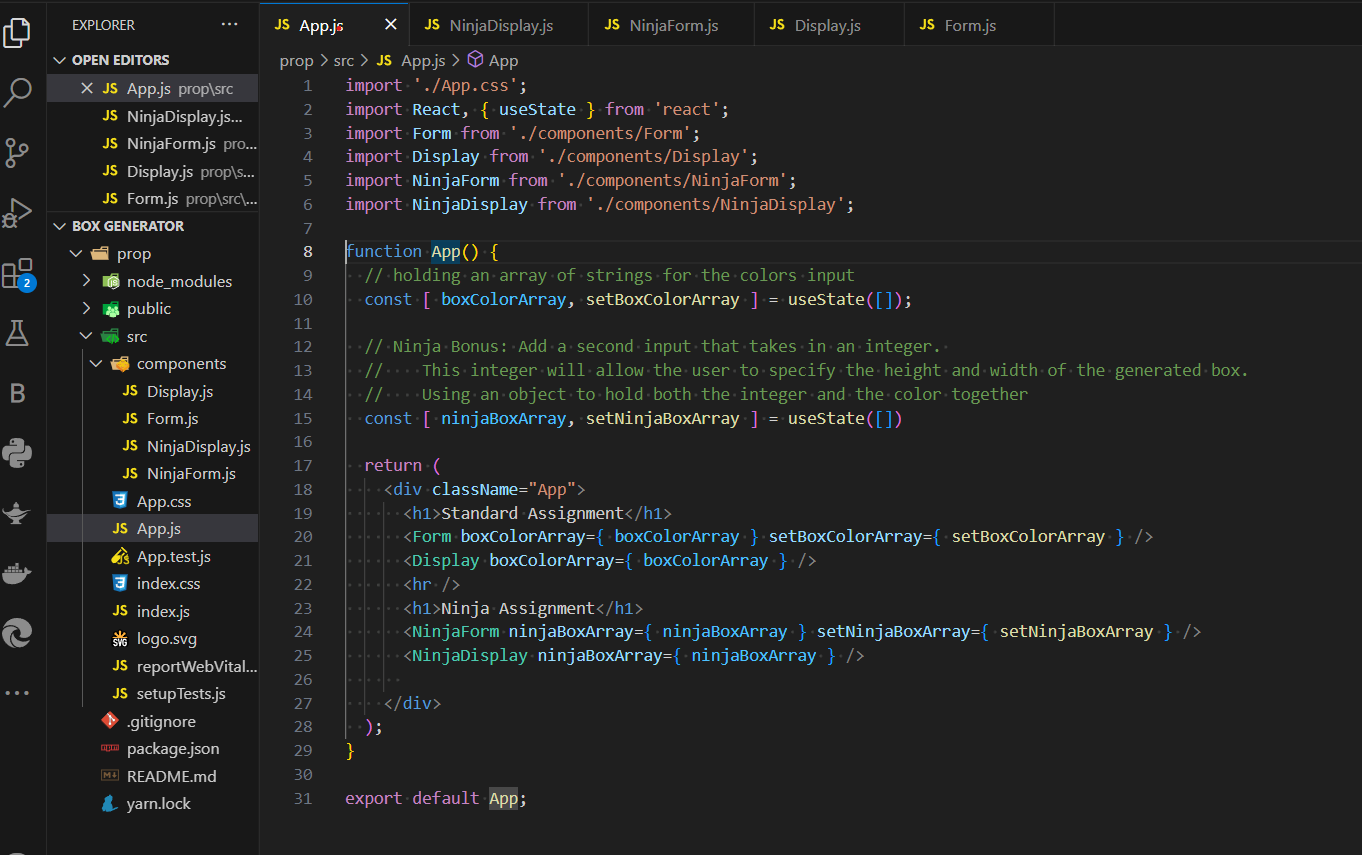 EXPLORER
OPEN EDITORS
JS App.js prop\src
JS NinjaDisplay.js...
JS NinjaForm.js pro...
JS Display.js prop\s...
JS Form.js prop\src\...
BOX GENERATOR
prop
node_modules
public
src
components
JS Display.js
JS Form.js
JS NinjaDisplay.js
JS NinjaForm.js
App.css
JS App.js
App.test.js
index.css
JS index.js
SVG logo.svg
JS reportWebVital...
JS setupTests.js
.gitignore
npm package.json
M README.md
yarn.lock
2
B
JS App.js
JS NinjaDisplay.js
JS NinjaForm.js
JS Display.js
JS Form.js
prop > src > JS App.js > App
1 import './App.css';
2 import React, { useState } from 'react';
3 import Form from './components/Form';
4 import Display from './components/Display';
5 import NinjaForm from './components/NinjaForm';
6 import NinjaDisplay from './components/NinjaDisplay';
7
8 function App() {
9   // holding an array of strings for the colors input
10   const [ boxColorArray, setBoxColorArray ] = useState([]);
11
12   // Ninja Bonus: Add a second input that takes in an integer.
13   //    This integer will allow the user to specify the height and width of the generated box.
14   //    Using an object to hold both the integer and the color together
15   const [ ninjaBoxArray, setNinjaBoxArray ] = useState([])
16
17   return (
18     <div className="App">
19       <h1>Standard Assignment</h1>
20       <Form boxColorArray={ boxColorArray } setBoxColorArray={ setBoxColorArray } />
21       <Display boxColorArray={ boxColorArray } />
22       <hr />
23       <h1>Ninja Assignment</h1>
24       <NinjaForm ninjaBoxArray={ ninjaBoxArray } setNinjaBoxArray={ setNinjaBoxArray } />
25       <NinjaDisplay ninjaBoxArray={ ninjaBoxArray } />
26
27     </div>
28   );
29 }
30
31 export default App;